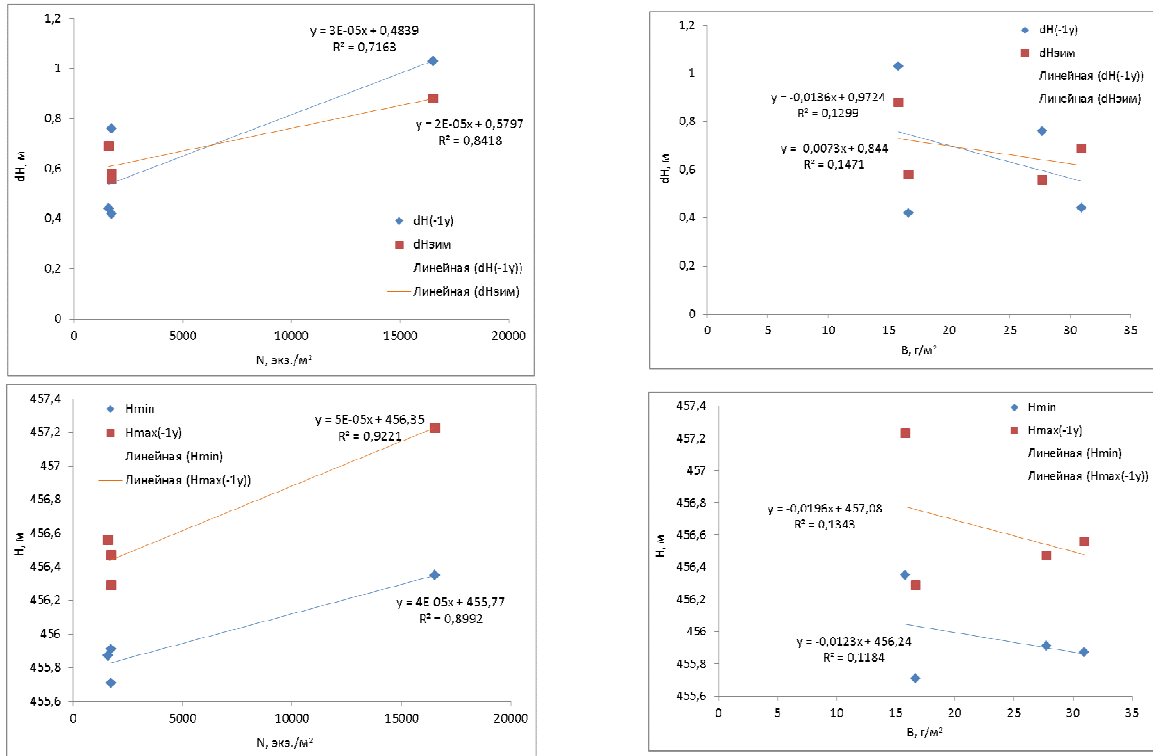 1,2
1
0,8
0,6
0,4
0,2
0
dH, м
y = 3E-05x + 0,4839
R² = 0,7163
y = 2E-05x + 0,5797
R² = 0,8418
dH(-1y)
dHзим
Линейная (dH(-1y))
Линейная (dHзим)
0 5000 10000 15000 20000
N, экз./м²
1,2
1
0,8
0,6
0,4
0,2
0
dH, м
dH(-1y)
dHзим
Линейная (dH(-1y))
Линейная (dHзим)
y = -0,0136x + 0,9724
R² = 0,1299
y = -0,0073x + 0,844
R² = 0,1471
0 5 10 15 20 25 30 35
B, г/м²
457,4
457,2
457
456,8
456,6
456,4
456,2
456
455,8
455,6
H, м
Hmin
Hmax(-1y)
Линейная (Hmin)
Линейная (Hmax(-1y))
y = 5E-05x + 456,35
R² = 0,9221
y = 4E-05x + 455,77
R² = 0,8992
0 5000 10000 15000 20000
N, экз./м²
457,4
457,2
457
456,8
456,6
456,4
456,2
456
455,8
455,6
H, м
Hmin
Hmax(-1y)
Линейная (Hmin)
Линейная (Hmax(-1y))
y = -0,0196x + 457,08
R² = 0,1343
y = -0,0123x + 456,24
R² = 0,1184
0 5 10 15 20 25 30 35
B, г/м²